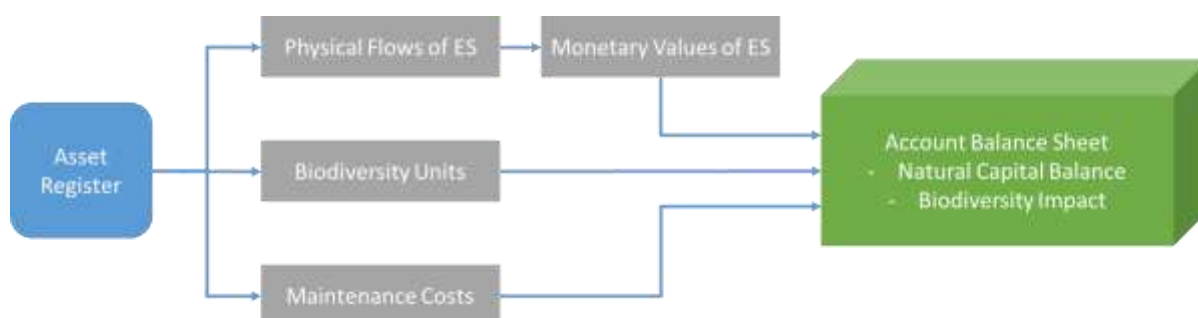 Physical Flows of ES
Monetary Values of ES
Asset
Register
Biodiversity Units
Account Balance Sheet
- Natural Capital Balance
- Biodiversity Impact
Maintenance Costs